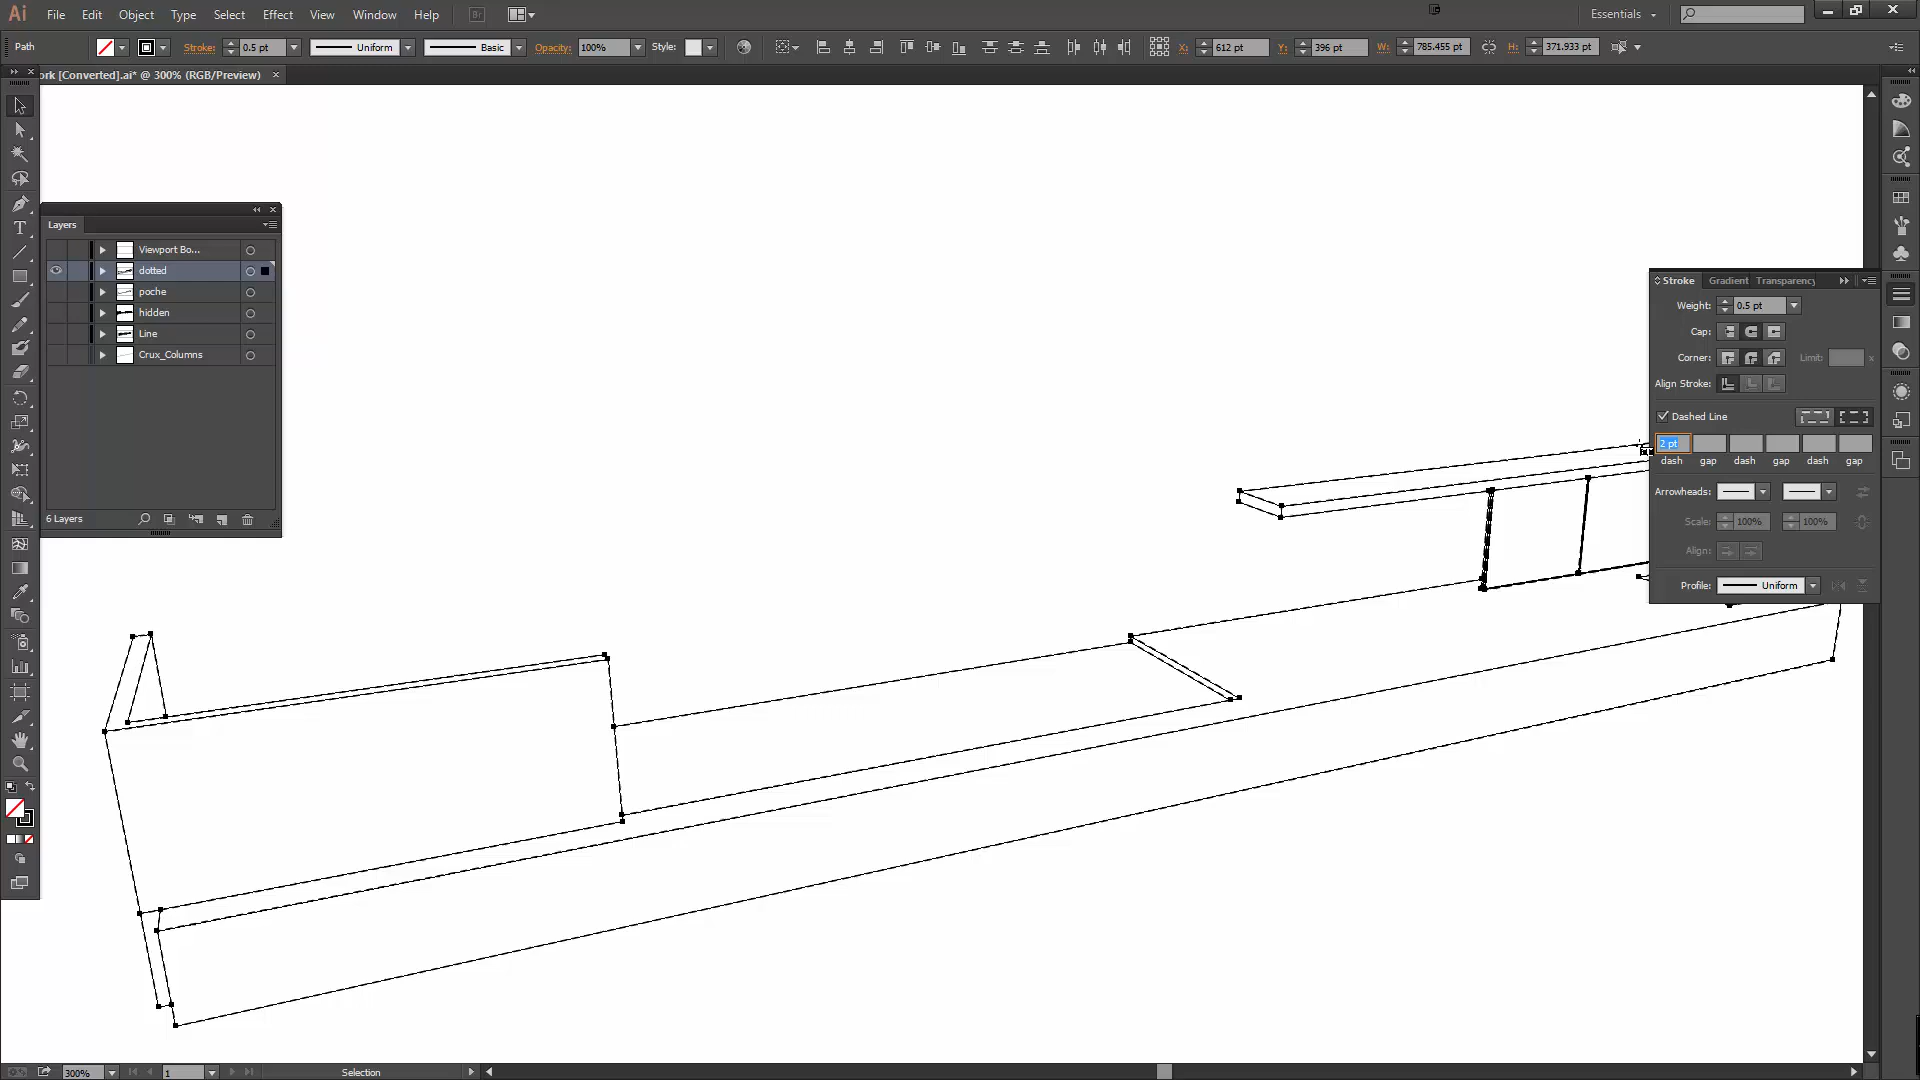 Ai File Edit Object Type Select Effect View Window Help Br Essentials
Path Stroke: 0.5 pt Uniform Basic Opacity: 100% Style: X: 612 pt Y: 396 pt W: 785.455 pt H: 371.933 pt
ork [Converted].ai* @ 300% (RGB/Preview)
Layers
Viewport Bo...
dotted
poche
hidden
Line
Crux_Columns
6 Layers
Stroke Gradient Transparency
Weight: 0.5 pt
Cap:
Corner: Limit: x
Align Stroke:
Dashed Line
2 pt
dash gap dash gap dash gap
Arrowheads:
Scale: 100% 100%
Align:
Profile: Uniform
300% 1 Selection